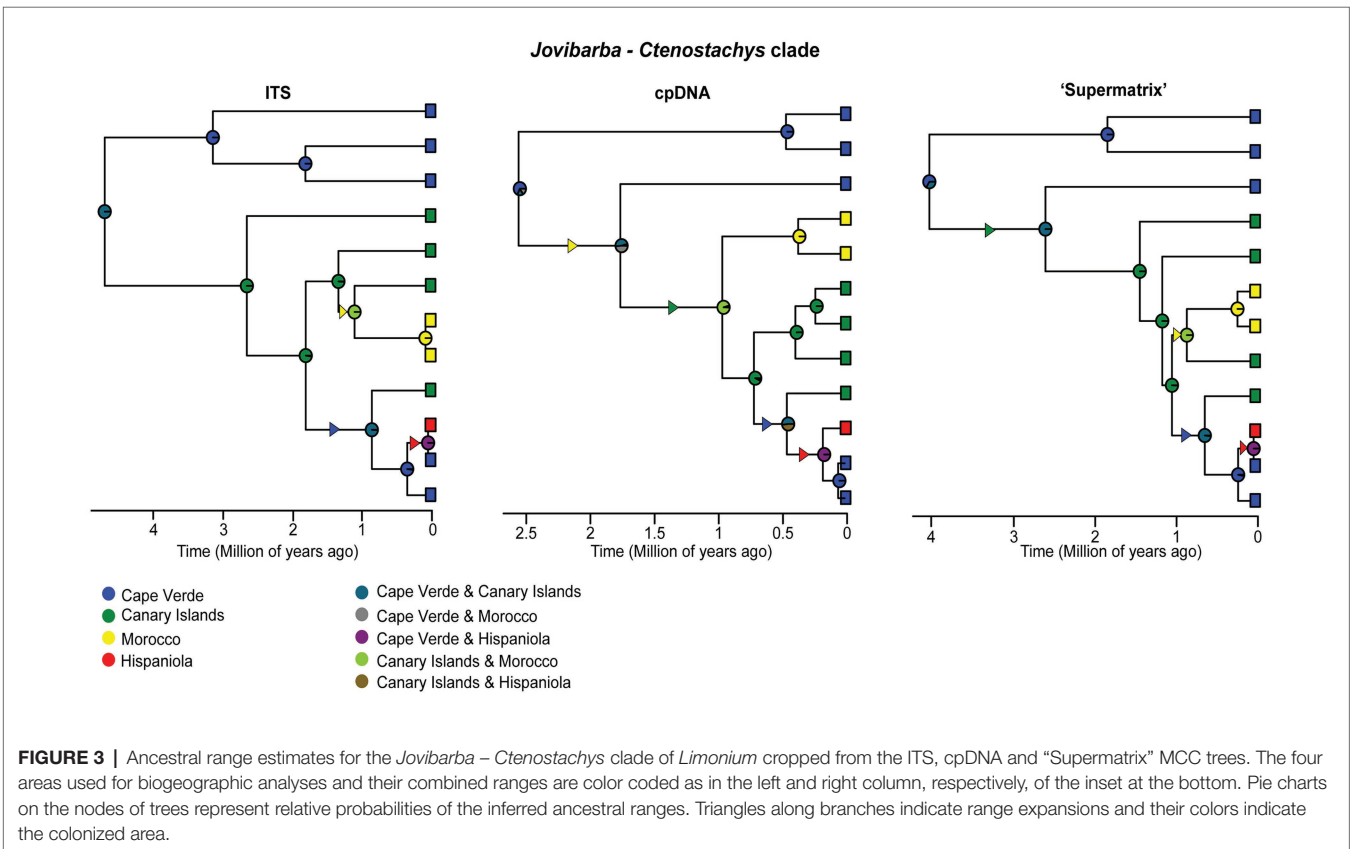 Jovibarba - Ctenostachys clade
ITS
cpDNA
‘Supermatrix’
4 3 2 1 0
Time (Million of years ago)
2.5 2 1.5 1 0.5 0
Time (Million of years ago)
4 3 2 1 0
Time (Million of years ago)
Cape Verde
Canary Islands
Morocco
Hispaniola
Cape Verde & Canary Islands
Cape Verde & Morocco
Cape Verde & Hispaniola
Canary Islands & Morocco
Canary Islands & Hispaniola
FIGURE 3 | Ancestral range estimates for the Jovibarba – Ctenostachys clade of Limonium cropped from the ITS, cpDNA and “Supermatrix” MCC trees. The four
areas used for biogeographic analyses and their combined ranges are color coded as in the left and right column, respectively, of the inset at the bottom. Pie charts
on the nodes of trees represent relative probabilities of the inferred ancestral ranges. Triangles along branches indicate range expansions and their colors indicate
the colonized area.